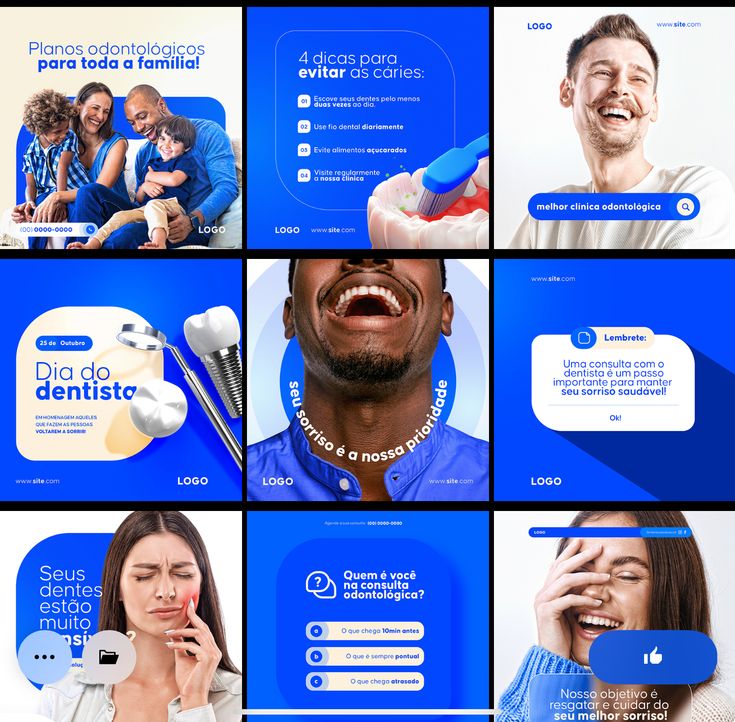 Planos odontológicos
para toda a família!
(00) 0000-0000
LOGO
4 dicas para
evitar as cáries:
01 Escove seus dentes pelo menos
duas vezes ao dia.
02 Use fio dental diariamente
03 Evite alimentos açucarados
04 Visite regularmente
a nossa clínica
LOGO www.site.com
LOGO www.site.com
melhor clínica odontológica
25 de Outubro
Dia do
dentista
EM HOMENAGEM AQUELES
QUE FAZEM AS PESSOAS
VOLTAREM A SORRIR!
www.site.com LOGO
seu sorriso é a nossa prioridade
LOGO www.site.com
www.site.com
Lembrete:
Uma consulta com o
dentista é um passo
importante para manter
seu sorriso saudável!
Ok!
LOGO
Seus
dentes
estão
muito
Agende a sua consulta (00) 0000-0000
Quem é você
na consulta
odontológica?
a O que chega 10min antes
b O que é sempre pontual
c O que chega atrasado
LOGO
Nosso objetivo é
resgatar e cuidar do
seu melhor sorriso!